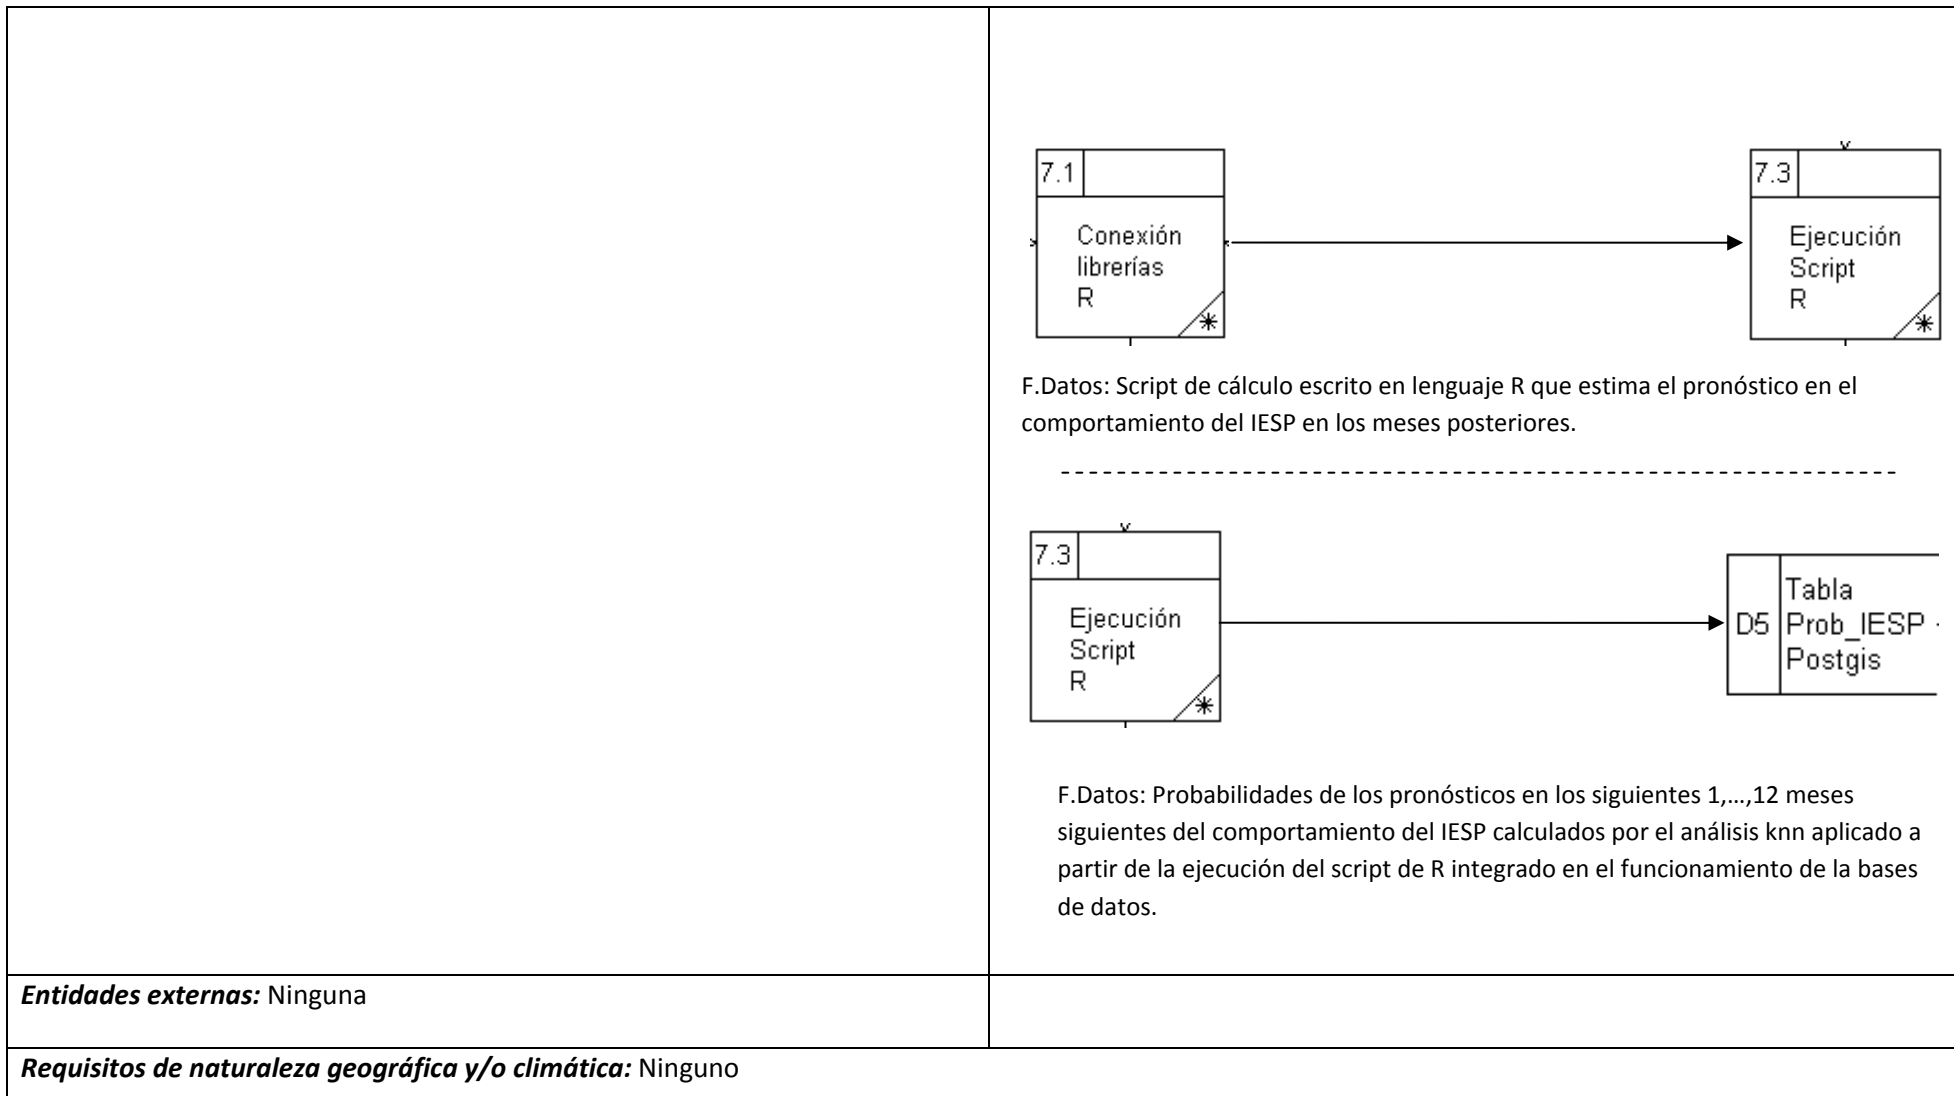 7.1
Conexión
librerías
R
*
7.3
Ejecución
Script
R
*
F.Datos: Script de cálculo escrito en lenguaje R que estima el pronóstico en el
comportamiento del IESP en los meses posteriores.
------------------------------------------------------------
7.3
Ejecución
Script
R
*
D5
Tabla
Prob_IESP -
Postgis
F.Datos: Probabilidades de los pronósticos en los siguientes 1,…,12 meses
siguientes del comportamiento del IESP calculados por el análisis knn aplicado a
partir de la ejecución del script de R integrado en el funcionamiento de la bases
de datos.
Entidades externas: Ninguna
Requisitos de naturaleza geográfica y/o climática: Ninguno